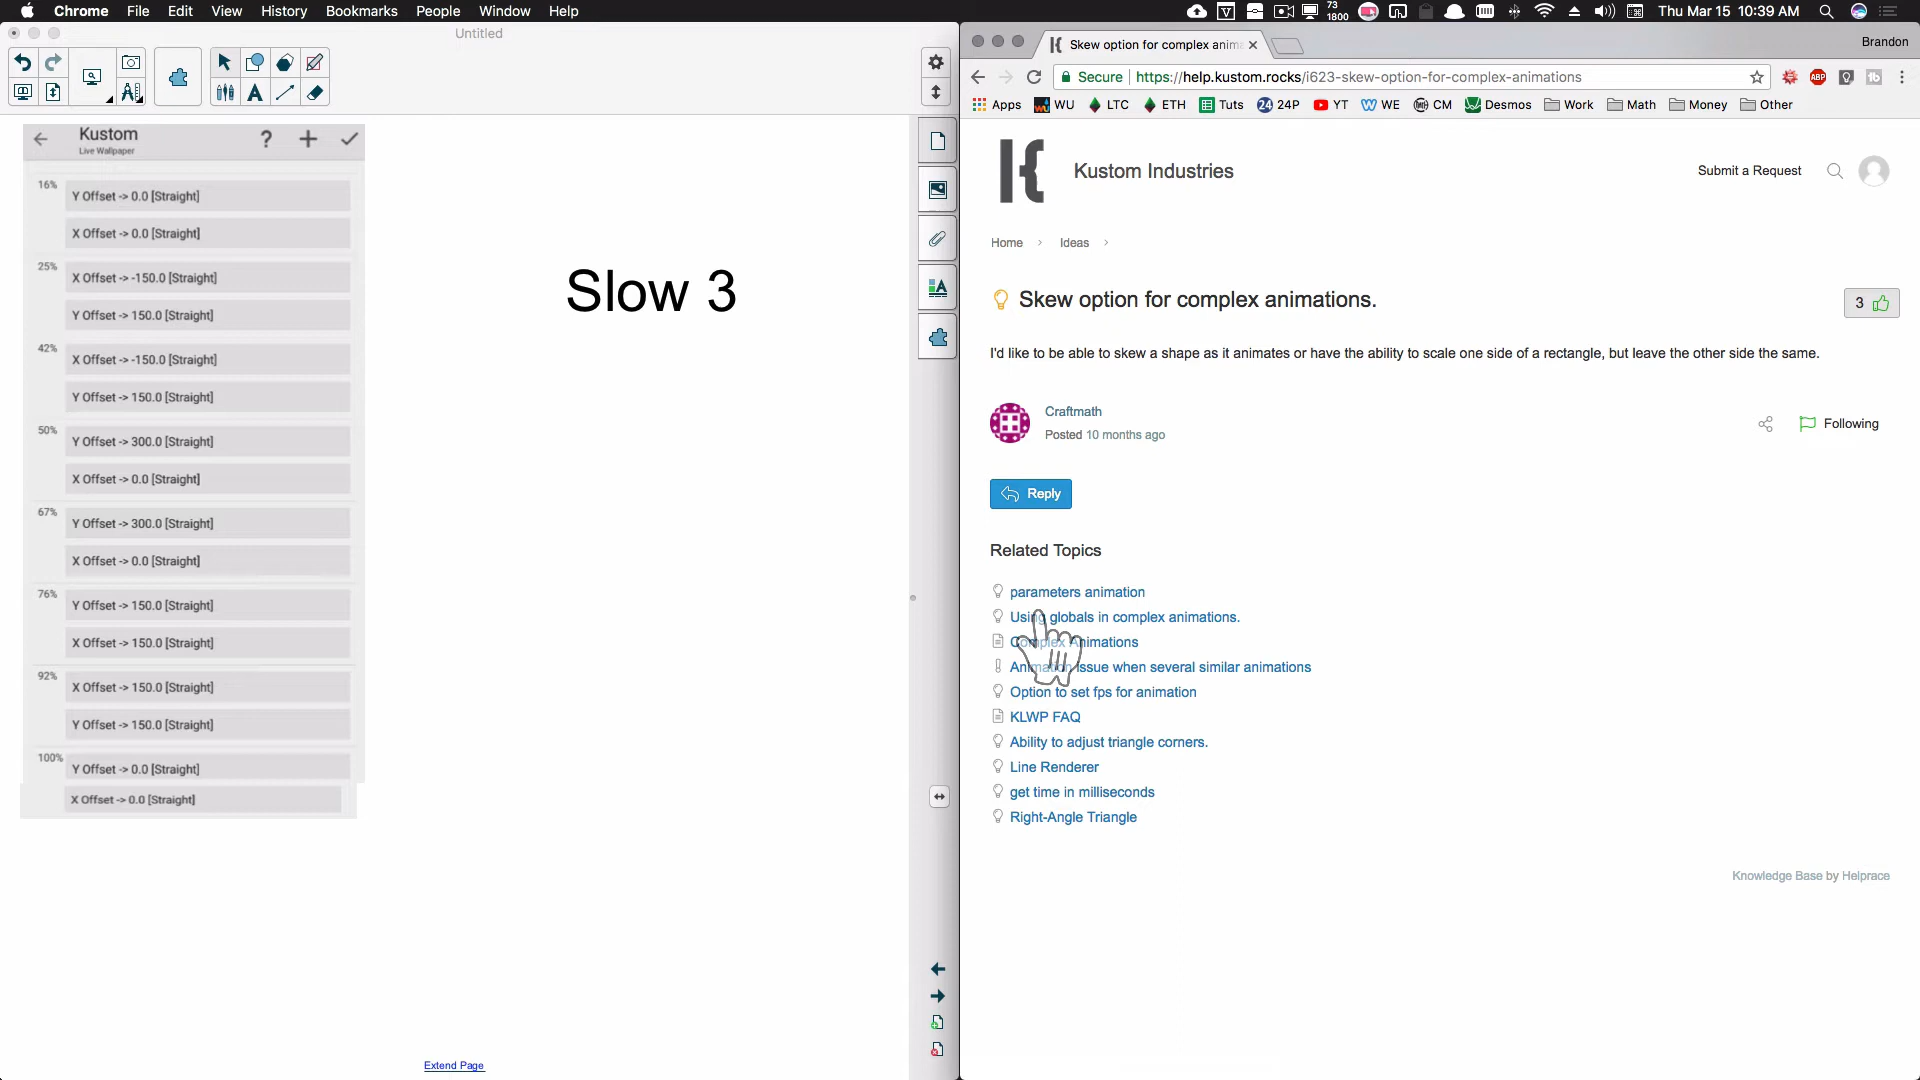 Chrome File Edit View History Bookmarks People Window Help
73
1800
Thu Mar 15 10:39 AM
Untitled
Kustom
Live Wallpaper
?
16%
Y Offset -> 0.0 [Straight]
X Offset -> 0.0 [Straight]
25%
X Offset -> -150.0 [Straight]
Y Offset -> 150.0 [Straight]
42%
X Offset -> -150.0 [Straight]
Y Offset -> 150.0 [Straight]
50%
Y Offset -> 300.0 [Straight]
X Offset -> 0.0 [Straight]
67%
Y Offset -> 300.0 [Straight]
X Offset -> 0.0 [Straight]
76%
Y Offset -> 150.0 [Straight]
X Offset -> 150.0 [Straight]
92%
X Offset -> 150.0 [Straight]
Y Offset -> 150.0 [Straight]
100%
Y Offset -> 0.0 [Straight]
X Offset -> 0.0 [Straight]
Slow 3
Extend Page
Skew option for complex anim
Brandon
Secure https://help.kustom.rocks/i623-skew-option-for-complex-animations
ABP
Apps WU LTC ETH Tuts 24P YT WE CM Desmos Work Math Money Other
Kustom Industries
Submit a Request
Home > Ideas >
Skew option for complex animations.
3
I'd like to be able to skew a shape as it animates or have the ability to scale one side of a rectangle, but leave the other side the same.
Craftmath
Posted 10 months ago
Following
Reply
Related Topics
parameters animation
Using globals in complex animations.
Complex Animations
Animation issue when several similar animations
Option to set fps for animation
KLWP FAQ
Ability to adjust triangle corners.
Line Renderer
get time in milliseconds
Right-Angle Triangle
Knowledge Base by Helprace